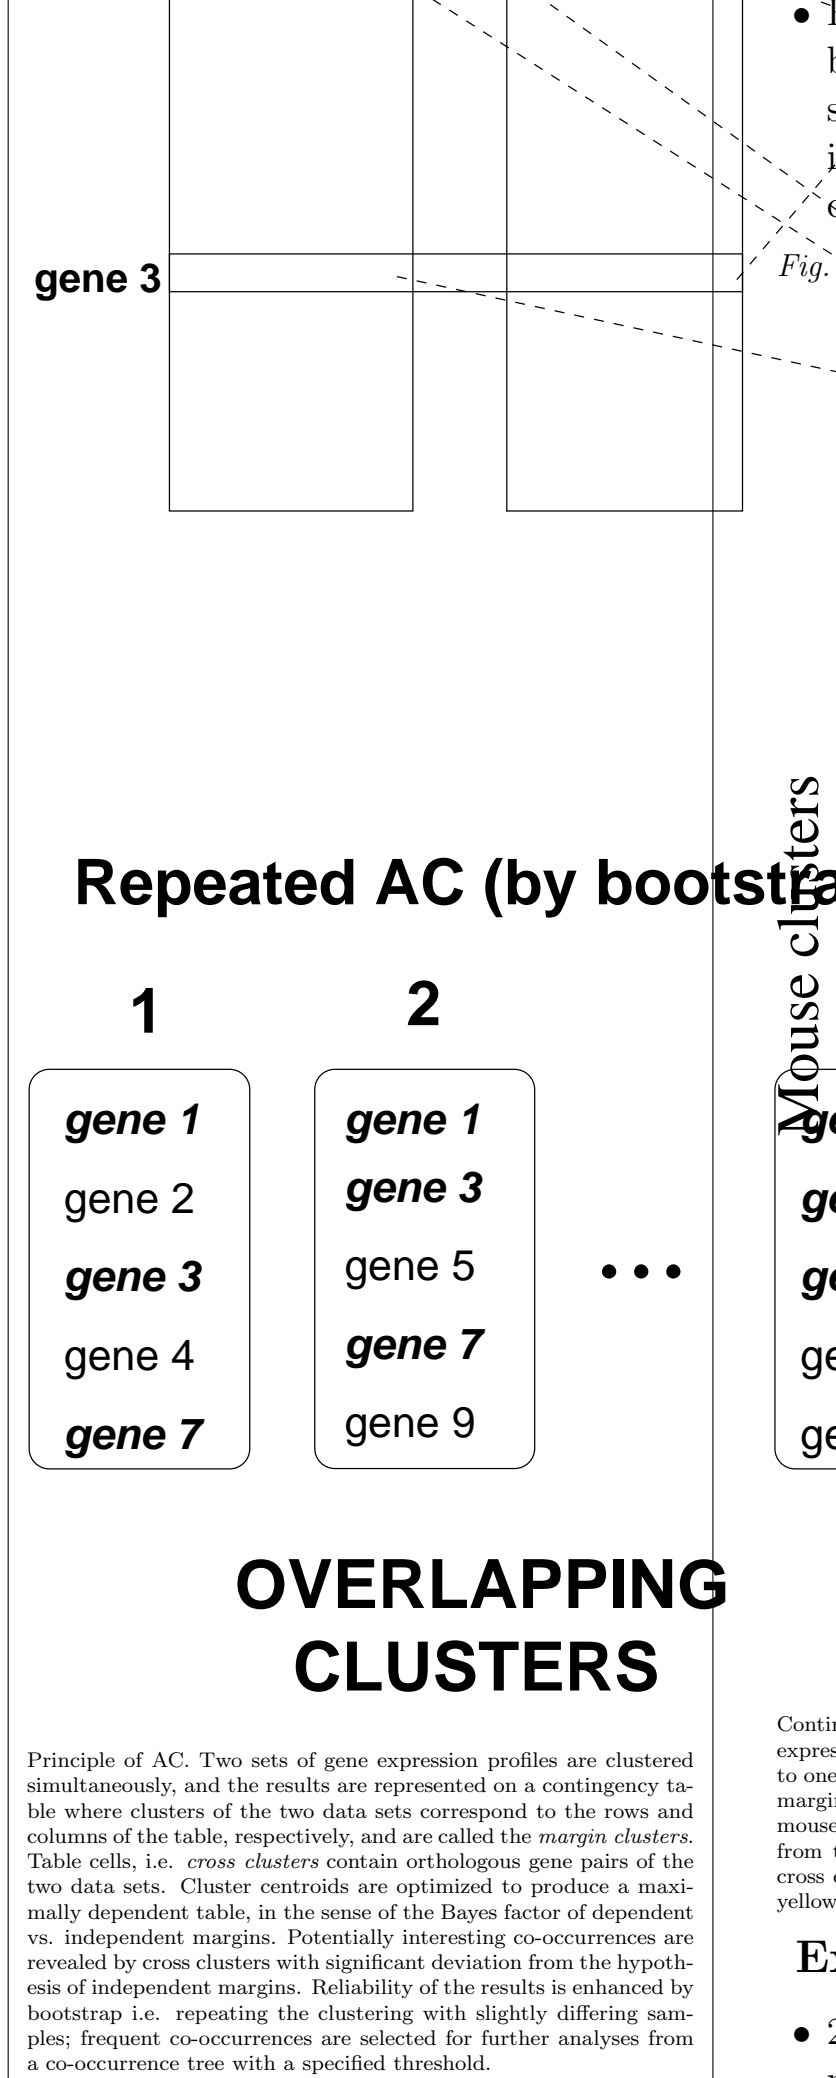 gene 3
Fig.
Repeated AC (by
1
2
gene 1
gene 2
gene 3
gene 4
gene 7
gene 1
gene 3
gene 5
gene 7
gene 9
OVERLAPPING
CLUSTERS
Principle of AC. Two sets of gene expression profiles are clustered
simultaneously, and the results are represented on a contingency ta-
ble where clusters of the two data sets correspond to the rows and
columns of the table, respectively, and are called the margin clusters.
Table cells, i.e. cross clusters contain orthologous gene pairs of the
two data sets. Cluster centroids are optimized to produce a maxi-
mally dependent table, in the sense of the Bayes factor of dependent
vs. independent margins. Potentially interesting co-occurrences are
revealed by cross clusters with significant deviation from the hypoth-
esis of independent margins. Reliability of the results is enhanced by
bootstrap i.e. repeating the clustering with slightly differing sam-
ples; frequent co-occurrences are selected for further analyses from
a co-occurrence tree with a specified threshold.
Mouse clusters
to one
mouse
from
cross
yellow